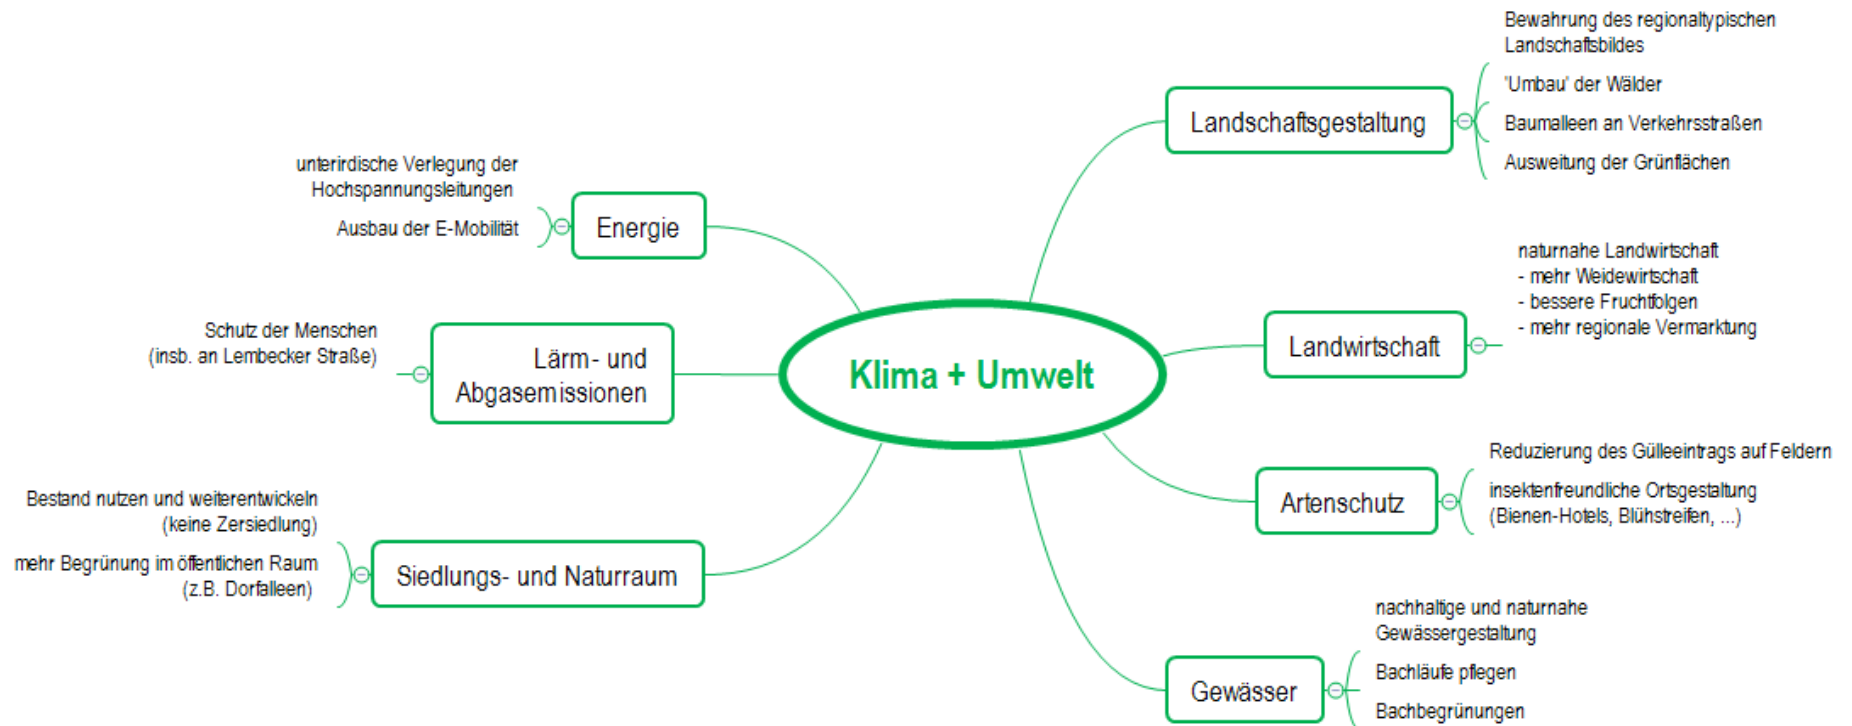 Bewahrung des regionaltypischen
Landschaftsbildes
'Umbau' der Wälder
Landschaftsgestaltung
Baumalleen an Verkehrsstraßen
Ausweitung der Grünflächen
unterirdische Verlegung der
Hochspannungsleitungen
Ausbau der E-Mobilität
Energie
naturnahe Landwirtschaft
- mehr Weidewirtschaft
- bessere Fruchtfolgen
- mehr regionale Vermarktung
Landwirtschaft
Schutz der Menschen
(insb. an Lembecker Straße)
Lärm- und
Abgasemissionen
Klima + Umwelt
Reduzierung des Gülleeintrags auf Feldern
insektenfreundliche Ortsgestaltung
(Bienen-Hotels, Blühstreifen, ...)
Artenschutz
Bestand nutzen und weiterentwickeln
(keine Zersiedlung)
mehr Begrünung im öffentlichen Raum
(z.B. Dorfalleen)
Siedlungs- und Naturraum
nachhaltige und naturnahe
Gewässergestaltung
Bachläufe pflegen
Gewässer
Bachbegrünungen